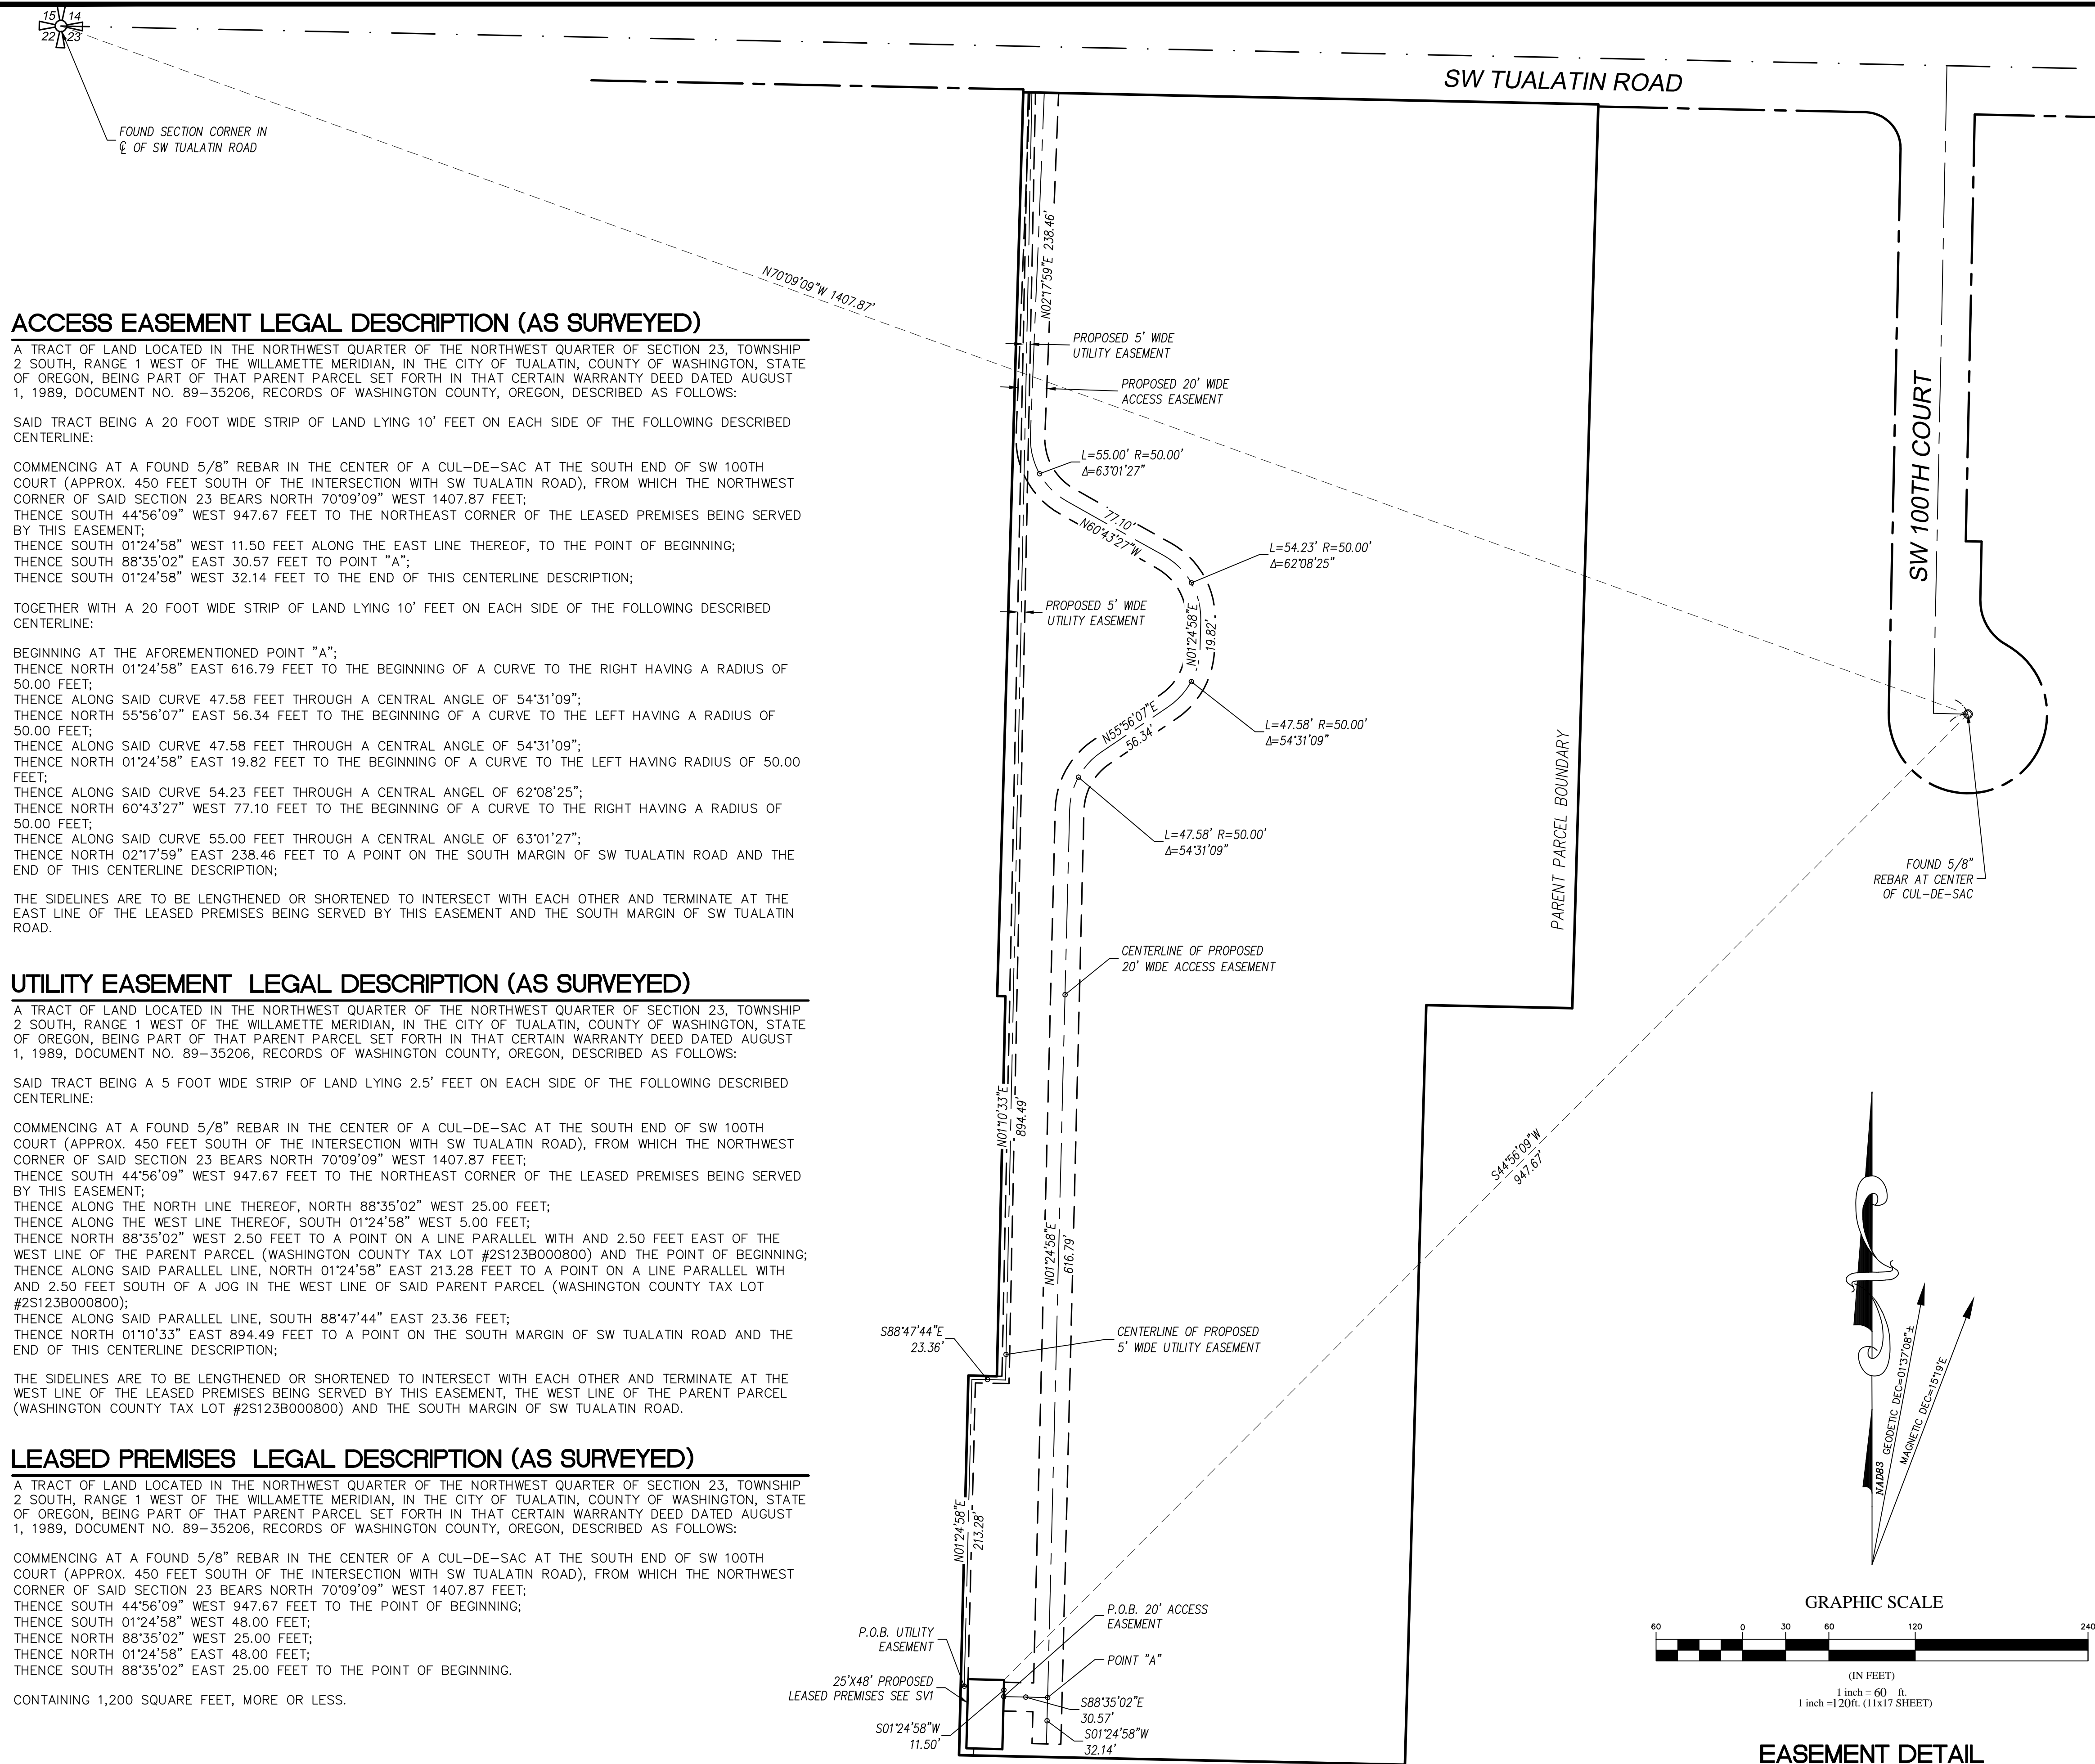 15 14
22 23
FOUND SECTION CORNER IN
℄ OF SW TUALATIN ROAD
SW TUALATIN ROAD
N70°09'09"W 1407.87'
ACCESS EASEMENT LEGAL DESCRIPTION (AS SURVEYED)
A TRACT OF LAND LOCATED IN THE NORTHWEST QUARTER OF THE NORTHWEST QUARTER OF SECTION 23, TOWNSHIP
2 SOUTH, RANGE 1 WEST OF THE WILLAMETTE MERIDIAN, IN THE CITY OF TUALATIN, COUNTY OF WASHINGTON, STATE
OF OREGON, BEING PART OF THAT PARENT PARCEL SET FORTH IN THAT CERTAIN WARRANTY DEED DATED AUGUST
1, 1989, DOCUMENT NO. 89-35206, RECORDS OF WASHINGTON COUNTY, OREGON, DESCRIBED AS FOLLOWS:
SAID TRACT BEING A 20 FOOT WIDE STRIP OF LAND LYING 10' FEET ON EACH SIDE OF THE FOLLOWING DESCRIBED
CENTERLINE:
COMMENCING AT A FOUND 5/8" REBAR IN THE CENTER OF A CUL-DE-SAC AT THE SOUTH END OF SW 100TH
COURT (APPROX. 450 FEET SOUTH OF THE INTERSECTION WITH SW TUALATIN ROAD), FROM WHICH THE NORTHWEST
CORNER OF SAID SECTION 23 BEARS NORTH 70°09'09" WEST 1407.87 FEET;
THENCE SOUTH 44°56'09" WEST 947.67 FEET TO THE NORTHEAST CORNER OF THE LEASED PREMISES BEING SERVED
BY THIS EASEMENT;
THENCE SOUTH 01°24'58" WEST 11.50 FEET ALONG THE EAST LINE THEREOF, TO THE POINT OF BEGINNING;
THENCE SOUTH 88°35'02" EAST 30.57 FEET TO POINT "A";
THENCE SOUTH 01°24'58" WEST 32.14 FEET TO THE END OF THIS CENTERLINE DESCRIPTION;
TOGETHER WITH A 20 FOOT WIDE STRIP OF LAND LYING 10' FEET ON EACH SIDE OF THE FOLLOWING DESCRIBED
CENTERLINE:
BEGINNING AT THE AFOREMENTIONED POINT "A";
THENCE NORTH 01°24'58" EAST 616.79 FEET TO THE BEGINNING OF A CURVE TO THE RIGHT HAVING A RADIUS OF
50.00 FEET;
THENCE ALONG SAID CURVE 47.58 FEET THROUGH A CENTRAL ANGLE OF 54°31'09";
THENCE NORTH 55°56'07" EAST 56.34 FEET TO THE BEGINNING OF A CURVE TO THE LEFT HAVING A RADIUS OF
50.00 FEET;
THENCE ALONG SAID CURVE 47.58 FEET THROUGH A CENTRAL ANGLE OF 54°31'09";
THENCE NORTH 01°24'58" EAST 19.82 FEET TO THE BEGINNING OF A CURVE TO THE LEFT HAVING RADIUS OF 50.00
FEET;
THENCE ALONG SAID CURVE 54.23 FEET THROUGH A CENTRAL ANGEL OF 62°08'25";
THENCE NORTH 60°43'27" WEST 77.10 FEET TO THE BEGINNING OF A CURVE TO THE RIGHT HAVING A RADIUS OF
50.00 FEET;
THENCE ALONG SAID CURVE 55.00 FEET THROUGH A CENTRAL ANGLE OF 63°01'27";
THENCE NORTH 02°17'59" EAST 238.46 FEET TO A POINT ON THE SOUTH MARGIN OF SW TUALATIN ROAD AND THE
END OF THIS CENTERLINE DESCRIPTION;
THE SIDELINES ARE TO BE LENGTHENED OR SHORTENED TO INTERSECT WITH EACH OTHER AND TERMINATE AT THE
EAST LINE OF THE LEASED PREMISES BEING SERVED BY THIS EASEMENT AND THE SOUTH MARGIN OF SW TUALATIN
ROAD.
UTILITY EASEMENT LEGAL DESCRIPTION (AS SURVEYED)
A TRACT OF LAND LOCATED IN THE NORTHWEST QUARTER OF THE NORTHWEST QUARTER OF SECTION 23, TOWNSHIP
2 SOUTH, RANGE 1 WEST OF THE WILLAMETTE MERIDIAN, IN THE CITY OF TUALATIN, COUNTY OF WASHINGTON, STATE
OF OREGON, BEING PART OF THAT PARENT PARCEL SET FORTH IN THAT CERTAIN WARRANTY DEED DATED AUGUST
1, 1989, DOCUMENT NO. 89-35206, RECORDS OF WASHINGTON COUNTY, OREGON, DESCRIBED AS FOLLOWS:
SAID TRACT BEING A 5 FOOT WIDE STRIP OF LAND LYING 2.5' FEET ON EACH SIDE OF THE FOLLOWING DESCRIBED
CENTERLINE:
COMMENCING AT A FOUND 5/8" REBAR IN THE CENTER OF A CUL-DE-SAC AT THE SOUTH END OF SW 100TH
COURT (APPROX. 450 FEET SOUTH OF THE INTERSECTION WITH SW TUALATIN ROAD), FROM WHICH THE NORTHWEST
CORNER OF SAID SECTION 23 BEARS NORTH 70°09'09" WEST 1407.87 FEET;
THENCE SOUTH 44°56'09" WEST 947.67 FEET TO THE NORTHEAST CORNER OF THE LEASED PREMISES BEING SERVED
BY THIS EASEMENT;
THENCE ALONG THE NORTH LINE THEREOF, NORTH 88°35'02" WEST 25.00 FEET;
THENCE ALONG THE WEST LINE THEREOF, SOUTH 01°24'58" WEST 5.00 FEET;
THENCE NORTH 88°35'02" WEST 2.50 FEET TO A POINT ON A LINE PARALLEL WITH AND 2.50 FEET EAST OF THE
WEST LINE OF THE PARENT PARCEL (WASHINGTON COUNTY TAX LOT #2S123B000800) AND THE POINT OF BEGINNING;
THENCE ALONG SAID PARALLEL LINE, NORTH 01°24'58" EAST 213.28 FEET TO A POINT ON A LINE PARALLEL WITH
AND 2.50 FEET SOUTH OF A JOG IN THE WEST LINE OF SAID PARENT PARCEL (WASHINGTON COUNTY TAX LOT
#2S123B000800);
THENCE ALONG SAID PARALLEL LINE, SOUTH 88°47'44" EAST 23.36 FEET;
THENCE NORTH 01°10'33" EAST 894.49 FEET TO A POINT ON THE SOUTH MARGIN OF SW TUALATIN ROAD AND THE
END OF THIS CENTERLINE DESCRIPTION;
THE SIDELINES ARE TO BE LENGTHENED OR SHORTENED TO INTERSECT WITH EACH OTHER AND TERMINATE AT THE
WEST LINE OF THE LEASED PREMISES BEING SERVED BY THIS EASEMENT, THE WEST LINE OF THE PARENT PARCEL
(WASHINGTON COUNTY TAX LOT #2S123B000800) AND THE SOUTH MARGIN OF SW TUALATIN ROAD.
LEASED PREMISES LEGAL DESCRIPTION (AS SURVEYED)
A TRACT OF LAND LOCATED IN THE NORTHWEST QUARTER OF THE NORTHWEST QUARTER OF SECTION 23, TOWNSHIP
2 SOUTH, RANGE 1 WEST OF THE WILLAMETTE MERIDIAN, IN THE CITY OF TUALATIN, COUNTY OF WASHINGTON, STATE
OF OREGON, BEING PART OF THAT PARENT PARCEL SET FORTH IN THAT CERTAIN WARRANTY DEED DATED AUGUST
1, 1989, DOCUMENT NO. 89-35206, RECORDS OF WASHINGTON COUNTY, OREGON, DESCRIBED AS FOLLOWS:
COMMENCING AT A FOUND 5/8" REBAR IN THE CENTER OF A CUL-DE-SAC AT THE SOUTH END OF SW 100TH
COURT (APPROX. 450 FEET SOUTH OF THE INTERSECTION WITH SW TUALATIN ROAD), FROM WHICH THE NORTHWEST
CORNER OF SAID SECTION 23 BEARS NORTH 70°09'09" WEST 1407.87 FEET;
THENCE SOUTH 44°56'09" WEST 947.67 FEET TO THE POINT OF BEGINNING;
THENCE SOUTH 01°24'58" WEST 48.00 FEET;
THENCE NORTH 88°35'02" WEST 25.00 FEET;
THENCE NORTH 01°24'58" EAST 48.00 FEET;
THENCE SOUTH 88°35'02" EAST 25.00 FEET TO THE POINT OF BEGINNING.
CONTAINING 1,200 SQUARE FEET, MORE OR LESS.
N02°17'59"E 238.46'
PROPOSED 5' WIDE
UTILITY EASEMENT
PROPOSED 20' WIDE
ACCESS EASEMENT
L=55.00' R=50.00'
Δ=63°01'27"
77.10'
N60°43'27"W
L=54.23' R=50.00'
Δ=62°08'25"
PROPOSED 5' WIDE
UTILITY EASEMENT
N01°24'58"E
19.82'
L=47.58' R=50.00'
Δ=54°31'09"
N55°56'07"E
56.34'
L=47.58' R=50.00'
Δ=54°31'09"
CENTERLINE OF PROPOSED
20' WIDE ACCESS EASEMENT
N01°10'33"E
894.49'
N01°24'58"E
616.79'
S88°47'44"E
23.36'
CENTERLINE OF PROPOSED
5' WIDE UTILITY EASEMENT
N01°24'58"E
213.28'
P.O.B. UTILITY
EASEMENT
25'X48' PROPOSED
LEASED PREMISES SEE SV1
S01°24'58"W
11.50'
P.O.B. 20' ACCESS
EASEMENT
POINT "A"
S88°35'02"E
30.57'
S01°24'58"W
32.14'
PARENT PARCEL BOUNDARY
S44°56'09"W
947.67'
SW 100TH COURT
FOUND 5/8"
REBAR AT CENTER
OF CUL-DE-SAC
NAD83
GEODETIC DEC=01°37'08"±
MAGNETIC DEC=15°19'E
GRAPHIC SCALE
60 0 30 60 120 240
(IN FEET)
1 inch = 60 ft.
1 inch =120ft. (11x17 SHEET)
EASEMENT DETAIL